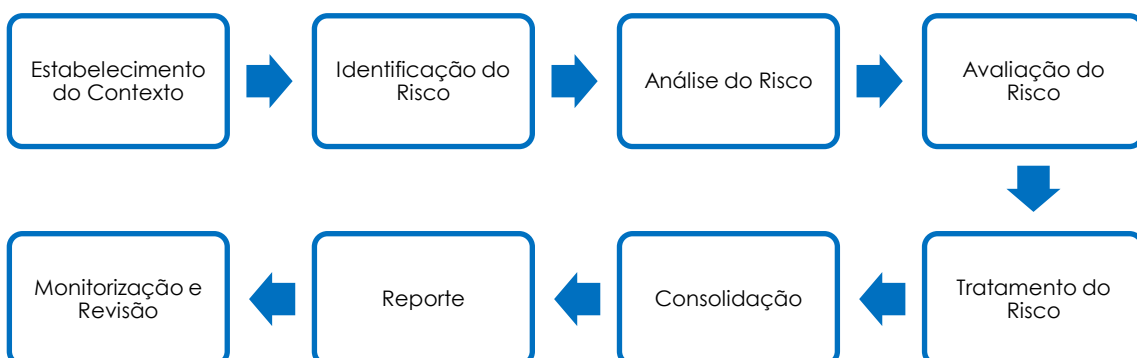 Estabelecimento
do Contexto
Identificação do
Risco
Análise do Risco
Avaliação do
Risco
Tratamento do
Risco
Consolidação
Reporte
Monitorização e
Revisão